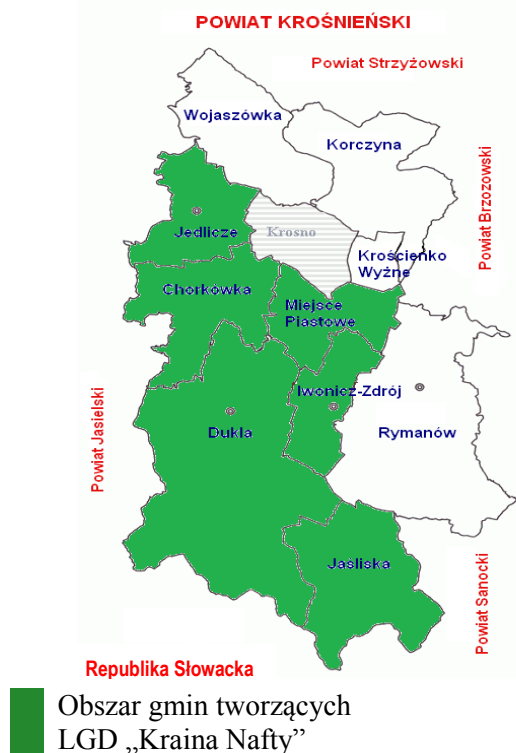 POWIAT KROŚNIEŃSKI
Powiat Strzyżowski
Wojaszówka
Korczyna
Powiat Brzozowski
Jedlicze
Krosno
Krościenko
Wyżne
Chorkówka
Miejsce
Piastowe
Iwonicz-Zdrój
Powiat Jasielski
Dukla
Rymanów
Jaśliska
Powiat Sanocki
Republika Słowacka
Obszar gmin tworzących
LGD „Kraina Nafty”